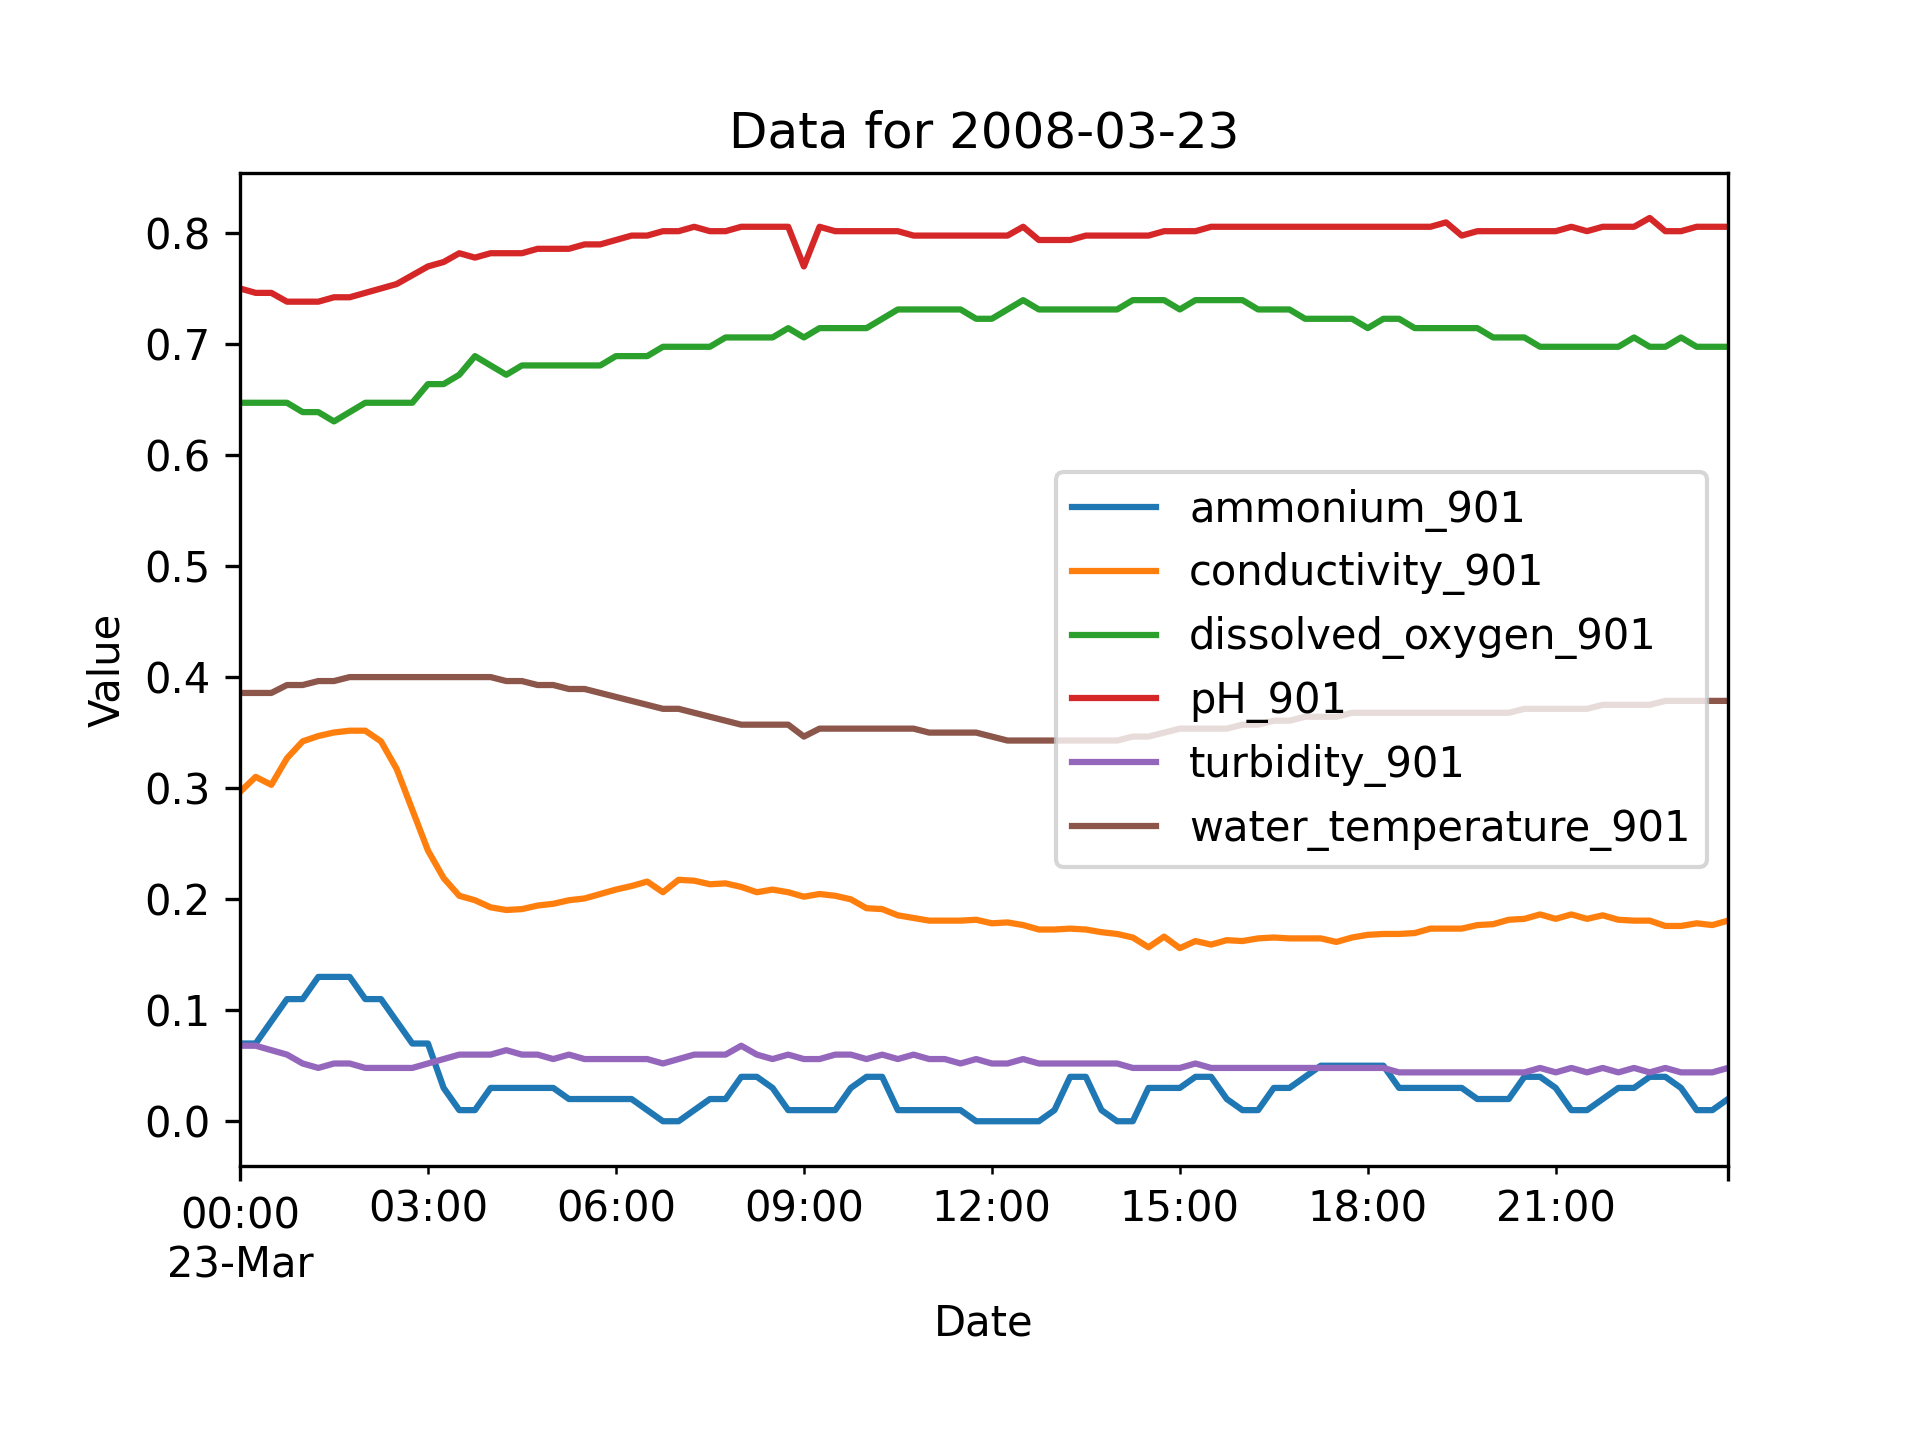 Data for 2008-03-23
0.8
0.7
0.6
0.5
0.4
0.3
0.2
0.1
0.0
Value
ammonium_901
conductivity_901
dissolved_oxygen_901
pH_901
turbidity_901
water_temperature_901
00:00 03:00 06:00 09:00 12:00 15:00 18:00 21:00
23-Mar
Date